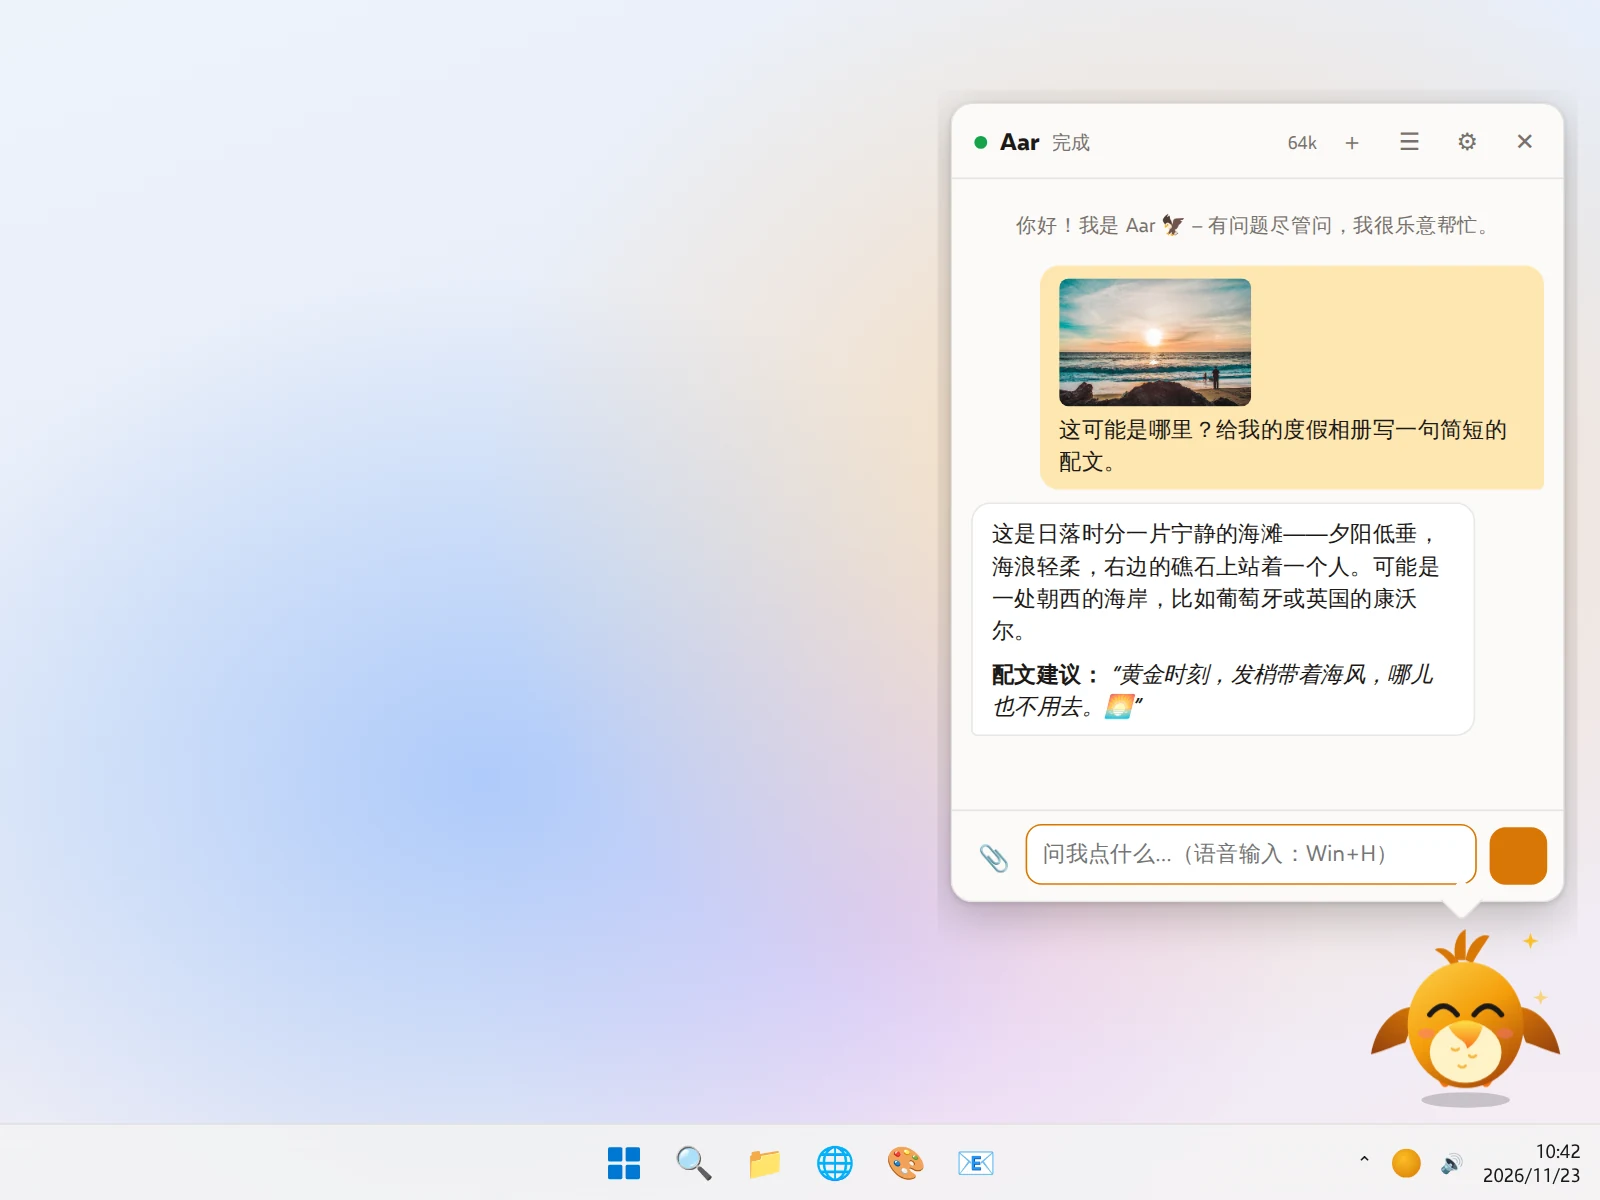 Aar 完成 64k
你好！我是 Aar 🦅 – 有问题尽管问，我很乐意帮忙。
这可能是哪里？给我的度假相册写一句简短的
配文。
这是日落时分一片宁静的海滩——夕阳低垂，
海浪轻柔，右边的礁石上站着一个人。可能是
一处朝西的海岸，比如葡萄牙或英国的康沃
尔。
配文建议： “黄金时刻，发梢带着海风，哪儿
也不用去。🌅”
问我点什么…（语音输入：Win+H）
10:42
2026/11/23